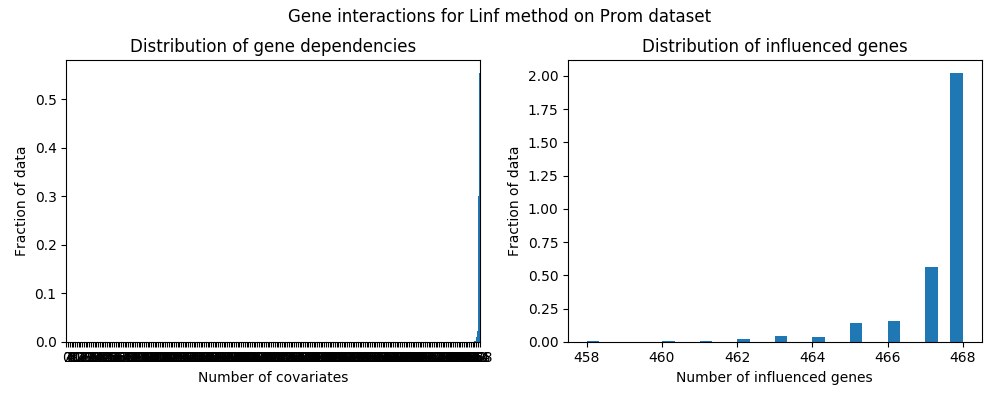 Gene interactions for Linf method on Prom dataset
Distribution of gene dependencies
Distribution of influenced genes
Fraction of data
0.5
0.4
0.3
0.2
0.1
0.0
Number of covariates
Fraction of data
2.00
1.75
1.50
1.25
1.00
0.75
0.50
0.25
0.00
458 460 462 464 466 468
Number of influenced genes